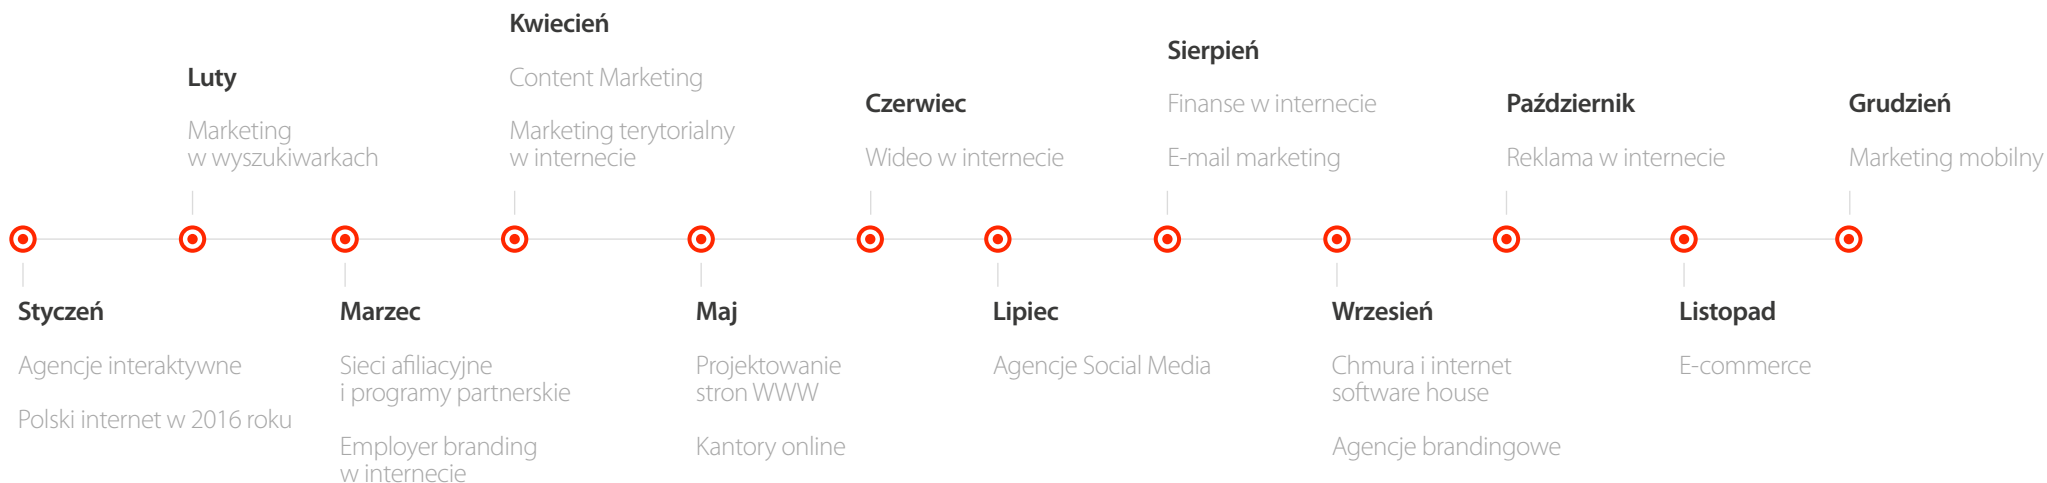 Styczeń
Agencje interaktywne
Polski internet w 2016 roku
Luty
Marketing
w wyszukiwarkach
Marzec
Sieci afiliacyjne
i programy partnerskie
Employer branding
w internecie
Kwiecień
Content Marketing
Marketing terytorialny
w internecie
Maj
Projektowanie
stron WWW
Kantory online
Czerwiec
Wideo w internecie
Lipiec
Agencje Social Media
Sierpień
Finanse w internecie
E-mail marketing
Wrzesień
Chmura i internet
software house
Agencje brandingowe
Październik
Reklama w internecie
Listopad
E-commerce
Grudzień
Marketing mobilny